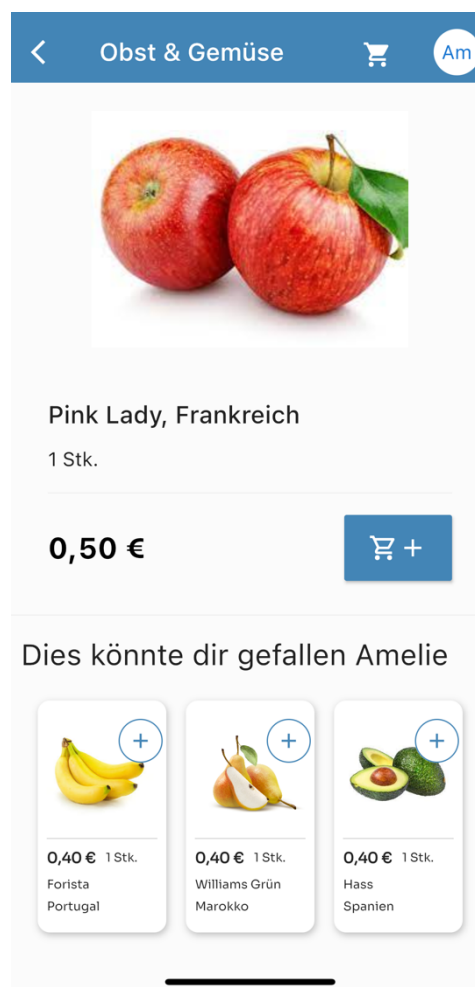 Obst & Gemüse
Am
Pink Lady, Frankreich
1 Stk.
0,50 €
+
Dies könnte dir gefallen Amelie
+ + +
0,40 € 1 Stk. 0,40 € 1 Stk. 0,40 € 1 Stk.
Forista Williams Grün Hass
Portugal Marokko Spanien